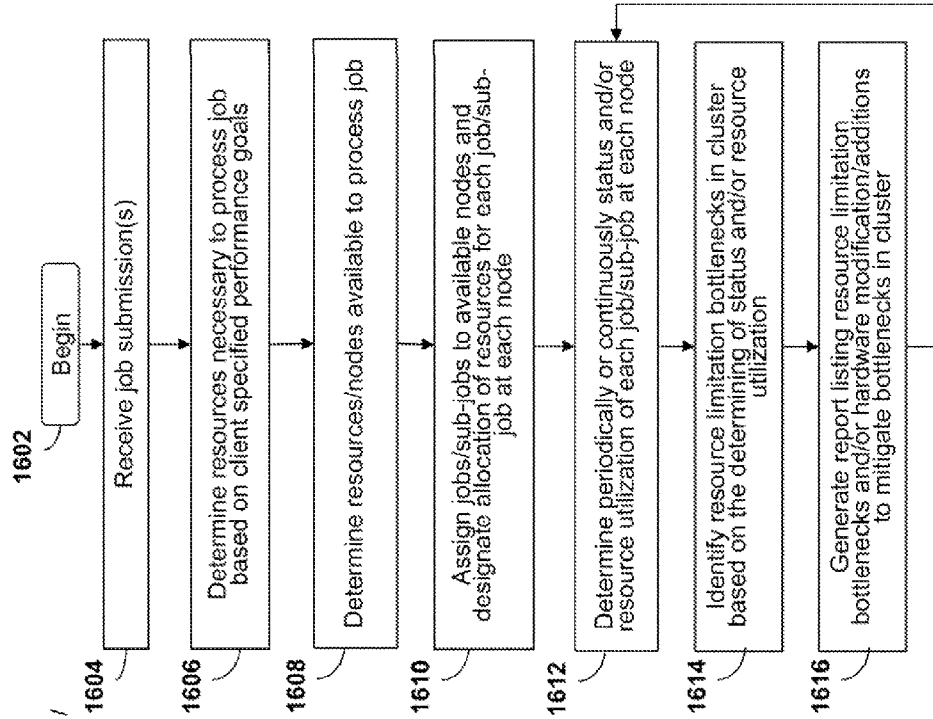 1602
Begin
1604
Receive job submission(s)
1606
Determine resources necessary to process job
based on client specified performance goals
1608
Determine resources/nodes available to process job
1610
Assign jobs/sub-jobs to available nodes and
designate allocation of resources for each job/sub-
job at each node
1612
Determine periodically or continuously status and/or
resource utilization of each job/sub-job at each node
1614
Identify resource limitation bottlenecks in cluster
based on the determining of status and/or resource
utilization
1616
Generate report listing resource limitation
bottlenecks and/or hardware modification/additions
to mitigate bottlenecks in cluster